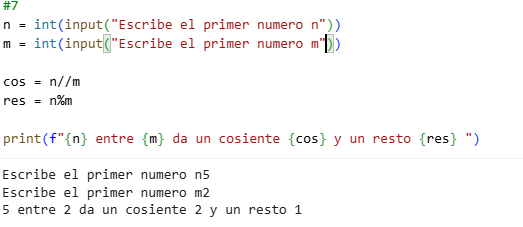 #7
n = int(input("Escribe el primer numero n"))
m = int(input("Escribe el primer numero m"))
cos = n//m
res = n%m
print(f"{n} entre {m} da un cosiente {cos} y un resto {res} ")
Escribe el primer numero n5
Escribe el primer numero m2
5 entre 2 da un cosiente 2 y un resto 1